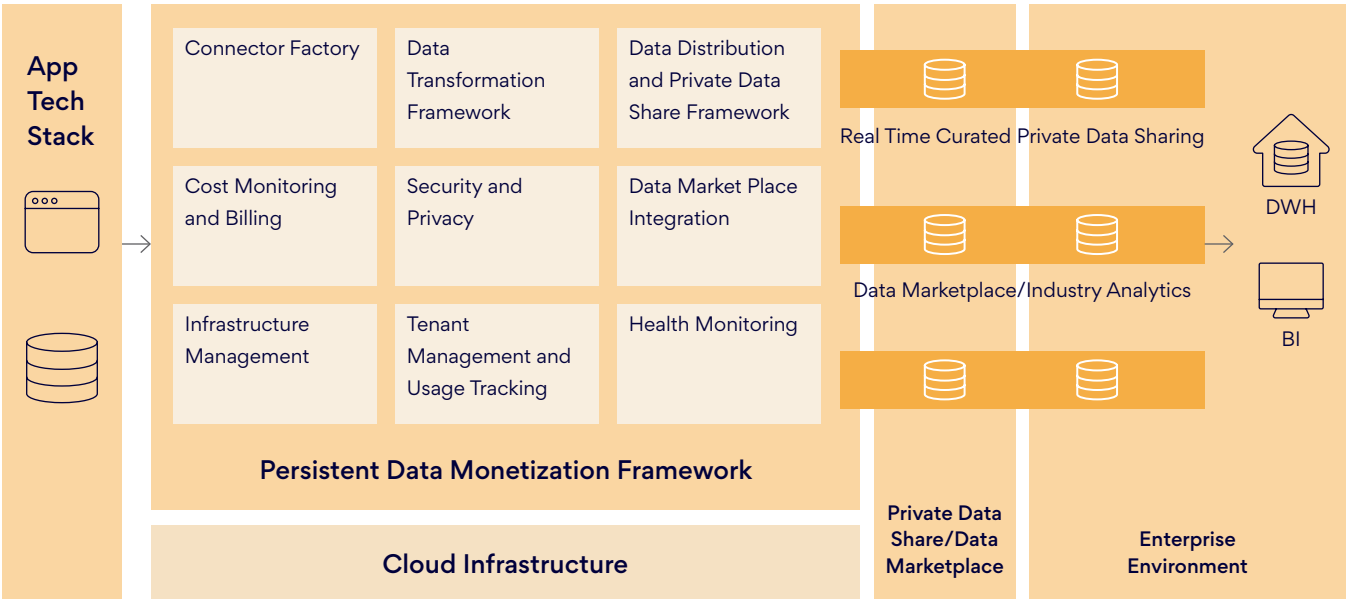 App
Tech
Stack
Connector Factory
Data
Transformation
Framework
Data Distribution
and Private Data
Share Framework
Cost Monitoring
and Billing
Security and
Privacy
Data Market Place
Integration
Infrastructure
Management
Tenant
Management and
Usage Tracking
Health Monitoring
Persistent Data Monetization Framework
Cloud Infrastructure
Real Time Curated Private Data Sharing
Data Marketplace/Industry Analytics
Private Data
Share/Data
Marketplace
DWH
BI
Enterprise
Environment